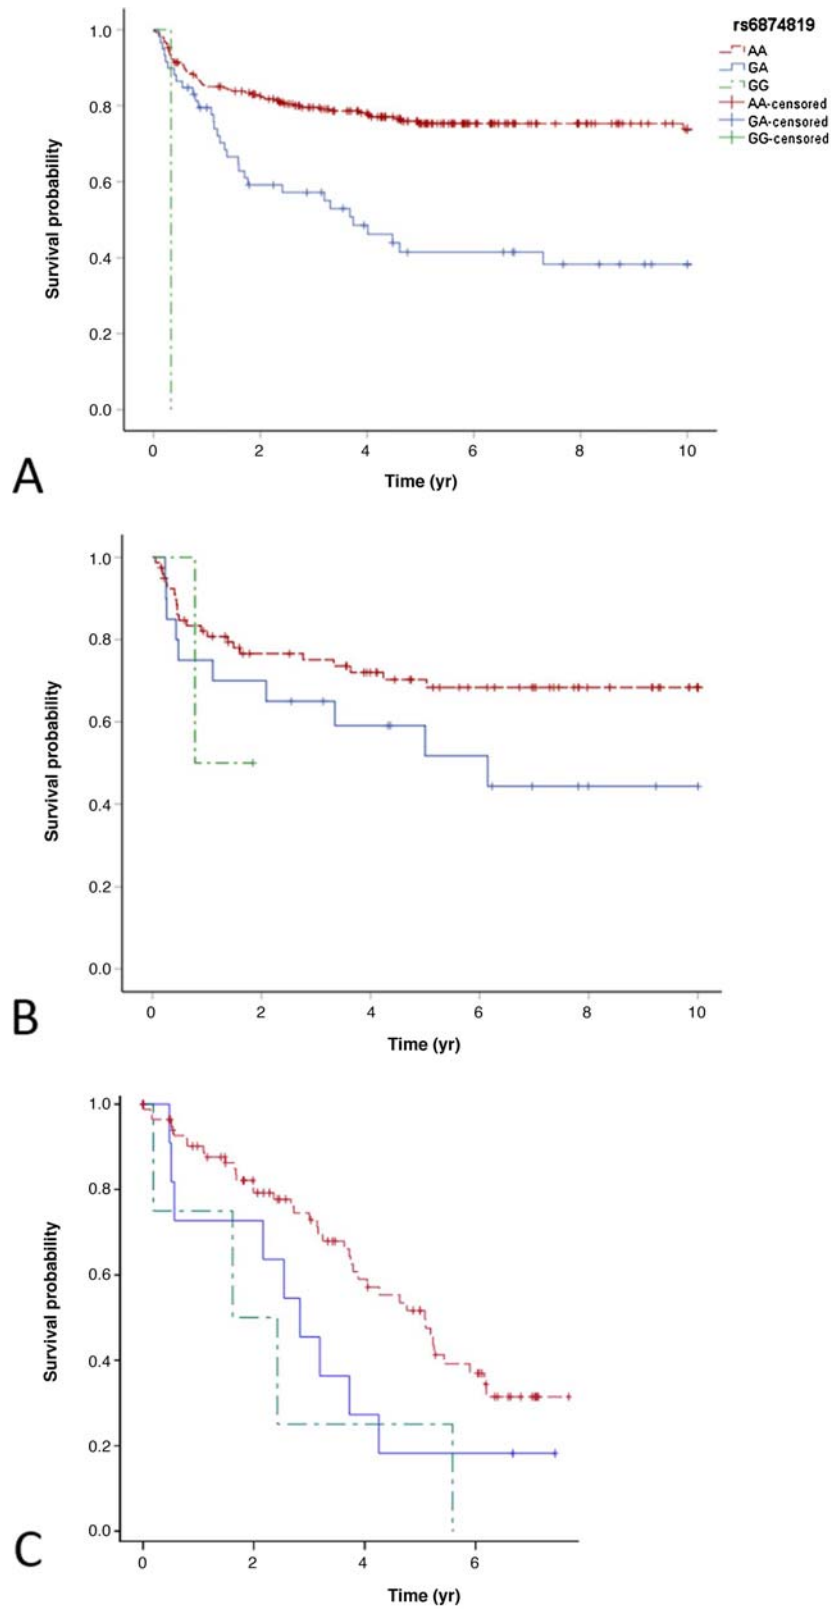 rs6874819
AA
GA
GG
AA-censored
GA-censored
GG-censored
1.0
0.8
0.6
0.4
0.2
0.0
Survival probability
0 2 4 6 8 10
Time (yr)
A
1.0
0.8
0.6
0.4
0.2
0.0
Survival probability
0 2 4 6 8 10
Time (yr)
B
1.0
0.8
0.6
0.4
0.2
0.0
Survival probability
0 2 4 6
Time (yr)
C